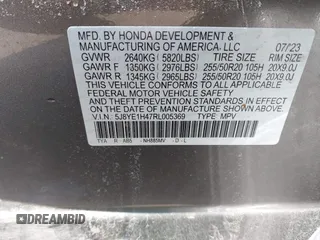 MFD. BY HONDA DEVELOPMENT &
MANUFACTURING OF AMERICA, LLC 07/23
GVWR 2640KG (5820LBS) TIRE SIZE RIM SIZE
GAWR F 1350KG (2976LBS) 255/50R20 105H 20X9.0J
GAWR R 1345KG (2965LBS) 255/50R20 105H 20X9.0J
THIS VEHICLE CONFORMS TO ALL APPLICABLE
FEDERAL MOTOR VEHICLE SAFETY, BUMPER,
AND THEFT PREVENTION STANDARDS IN EFFECT
ON THE DATE OF MANUFACTURE SHOWN ABOVE.
V.I.N.: 5J8YE1H47RL005369 TYPE: MPV
TYA R NH885MV D-L
DREAMBID